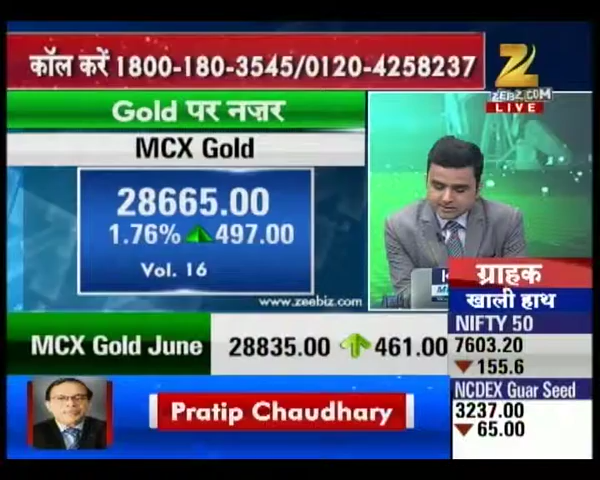 कॉल करें 1800-180-3545/0120-4258237
ZEEBIZ.COM
LIVE
Gold पर नज़र
MCX Gold
28665.00
1.76% 497.00
Vol. 16
www.zeebiz.com
MCX Gold June 28835.00 461.00
Pratip Chaudhary
ग्राहक
खाली हाथ
NIFTY 50
7603.20
155.6
NCDEX Guar Seed
3237.00
65.00